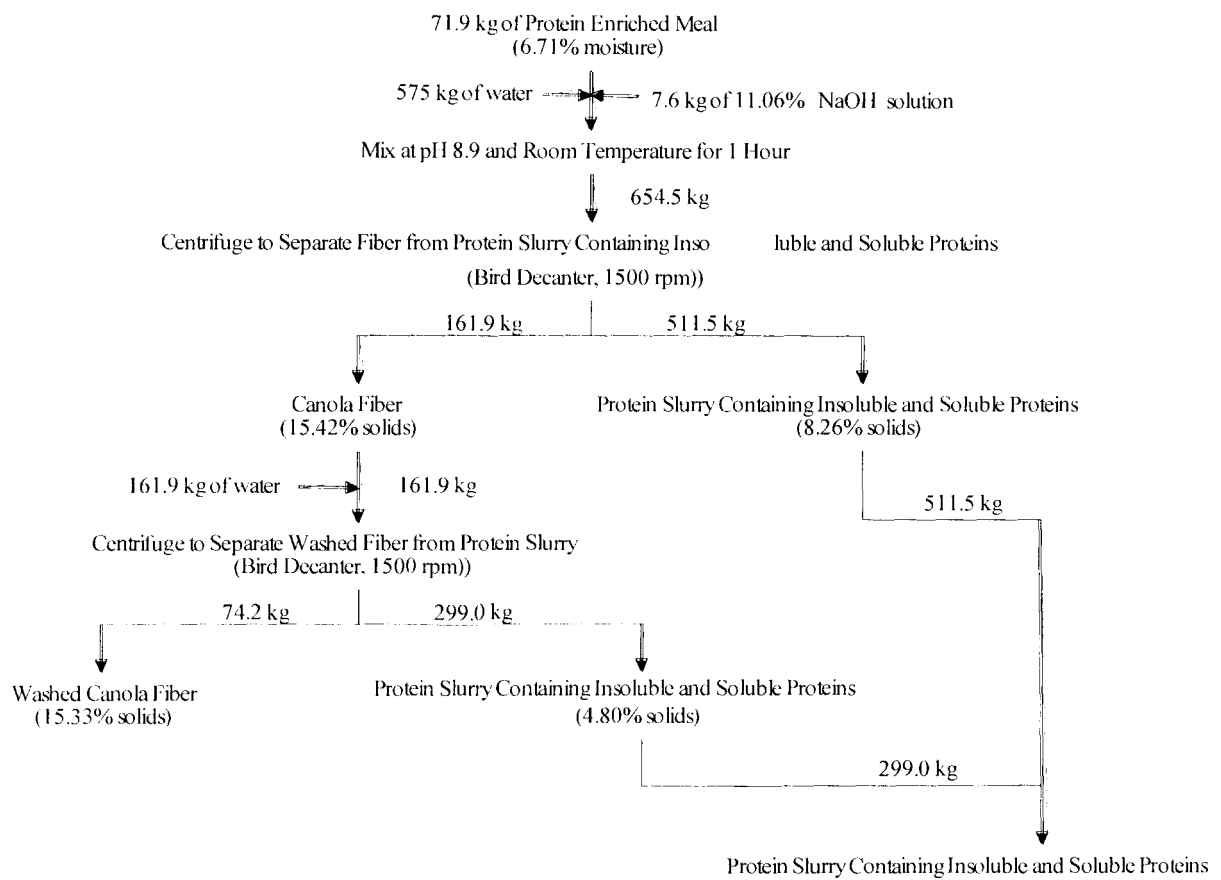 71.9 kg of Protein Enriched Meal
(6.71% moisture)
575 kg of water
7.6 kg of 11.06% NaOH solution
Mix at pH 8.9 and Room Temperature for 1 Hour
654.5 kg
Centrifuge to Separate Fiber from Protein Slurry Containing Inso luble and Soluble Proteins
(Bird Decanter, 1500 rpm))
161.9 kg
511.5 kg
Canola Fiber
(15.42% solids)
Protein Slurry Containing Insoluble and Soluble Proteins
(8.26% solids)
161.9 kg of water
161.9 kg
511.5 kg
Centrifuge to Separate Washed Fiber from Protein Slurry
(Bird Decanter, 1500 rpm))
74.2 kg
299.0 kg
Washed Canola Fiber
(15.33% solids)
Protein Slurry Containing Insoluble and Soluble Proteins
(4.80% solids)
299.0 kg
Protein Slurry Containing Insoluble and Soluble Proteins